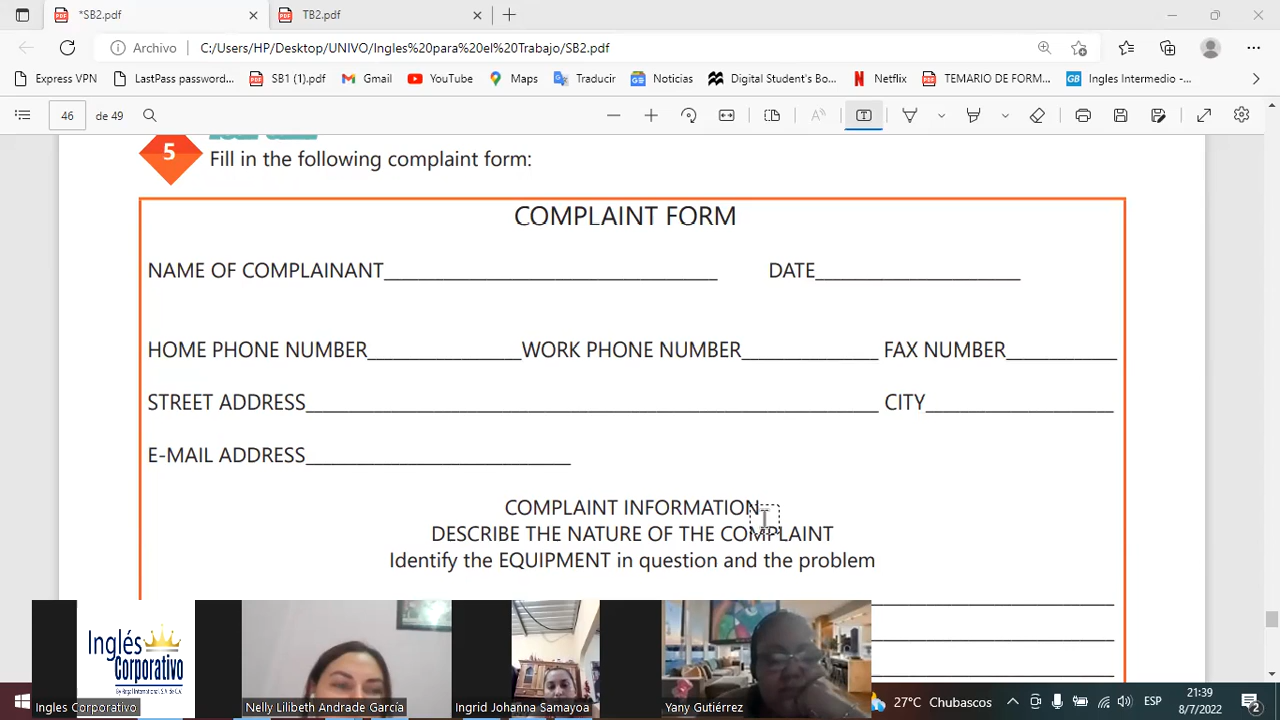 *SB2.pdf
TB2.pdf
Archivo
C:/Users/HP/Desktop/UNIVO/Ingles%20para%20el%20Trabajo/SB2.pdf
Express VPN
LastPass password...
SB1 (1).pdf
Gmail
YouTube
Maps
Traducir
Noticias
Digital Student's Bo...
Netflix
TEMARIO DE FORM...
Ingles Intermedio -...
46 de 49
5
Fill in the following complaint form:
COMPLAINT FORM
NAME OF COMPLAINANT DATE
HOME PHONE NUMBER WORK PHONE NUMBER FAX NUMBER
STREET ADDRESS CITY
E-MAIL ADDRESS
COMPLAINT INFORMATION
DESCRIBE THE NATURE OF THE COMPLAINT
Identify the EQUIPMENT in question and the problem
Inglés
Corporativo
Ingles Corporativo
Nelly Lilibeth Andrade García
Ingrid Johanna Samayoa
Yany Gutiérrez
27°C Chubascos
ESP
21:39
8/7/2022
2